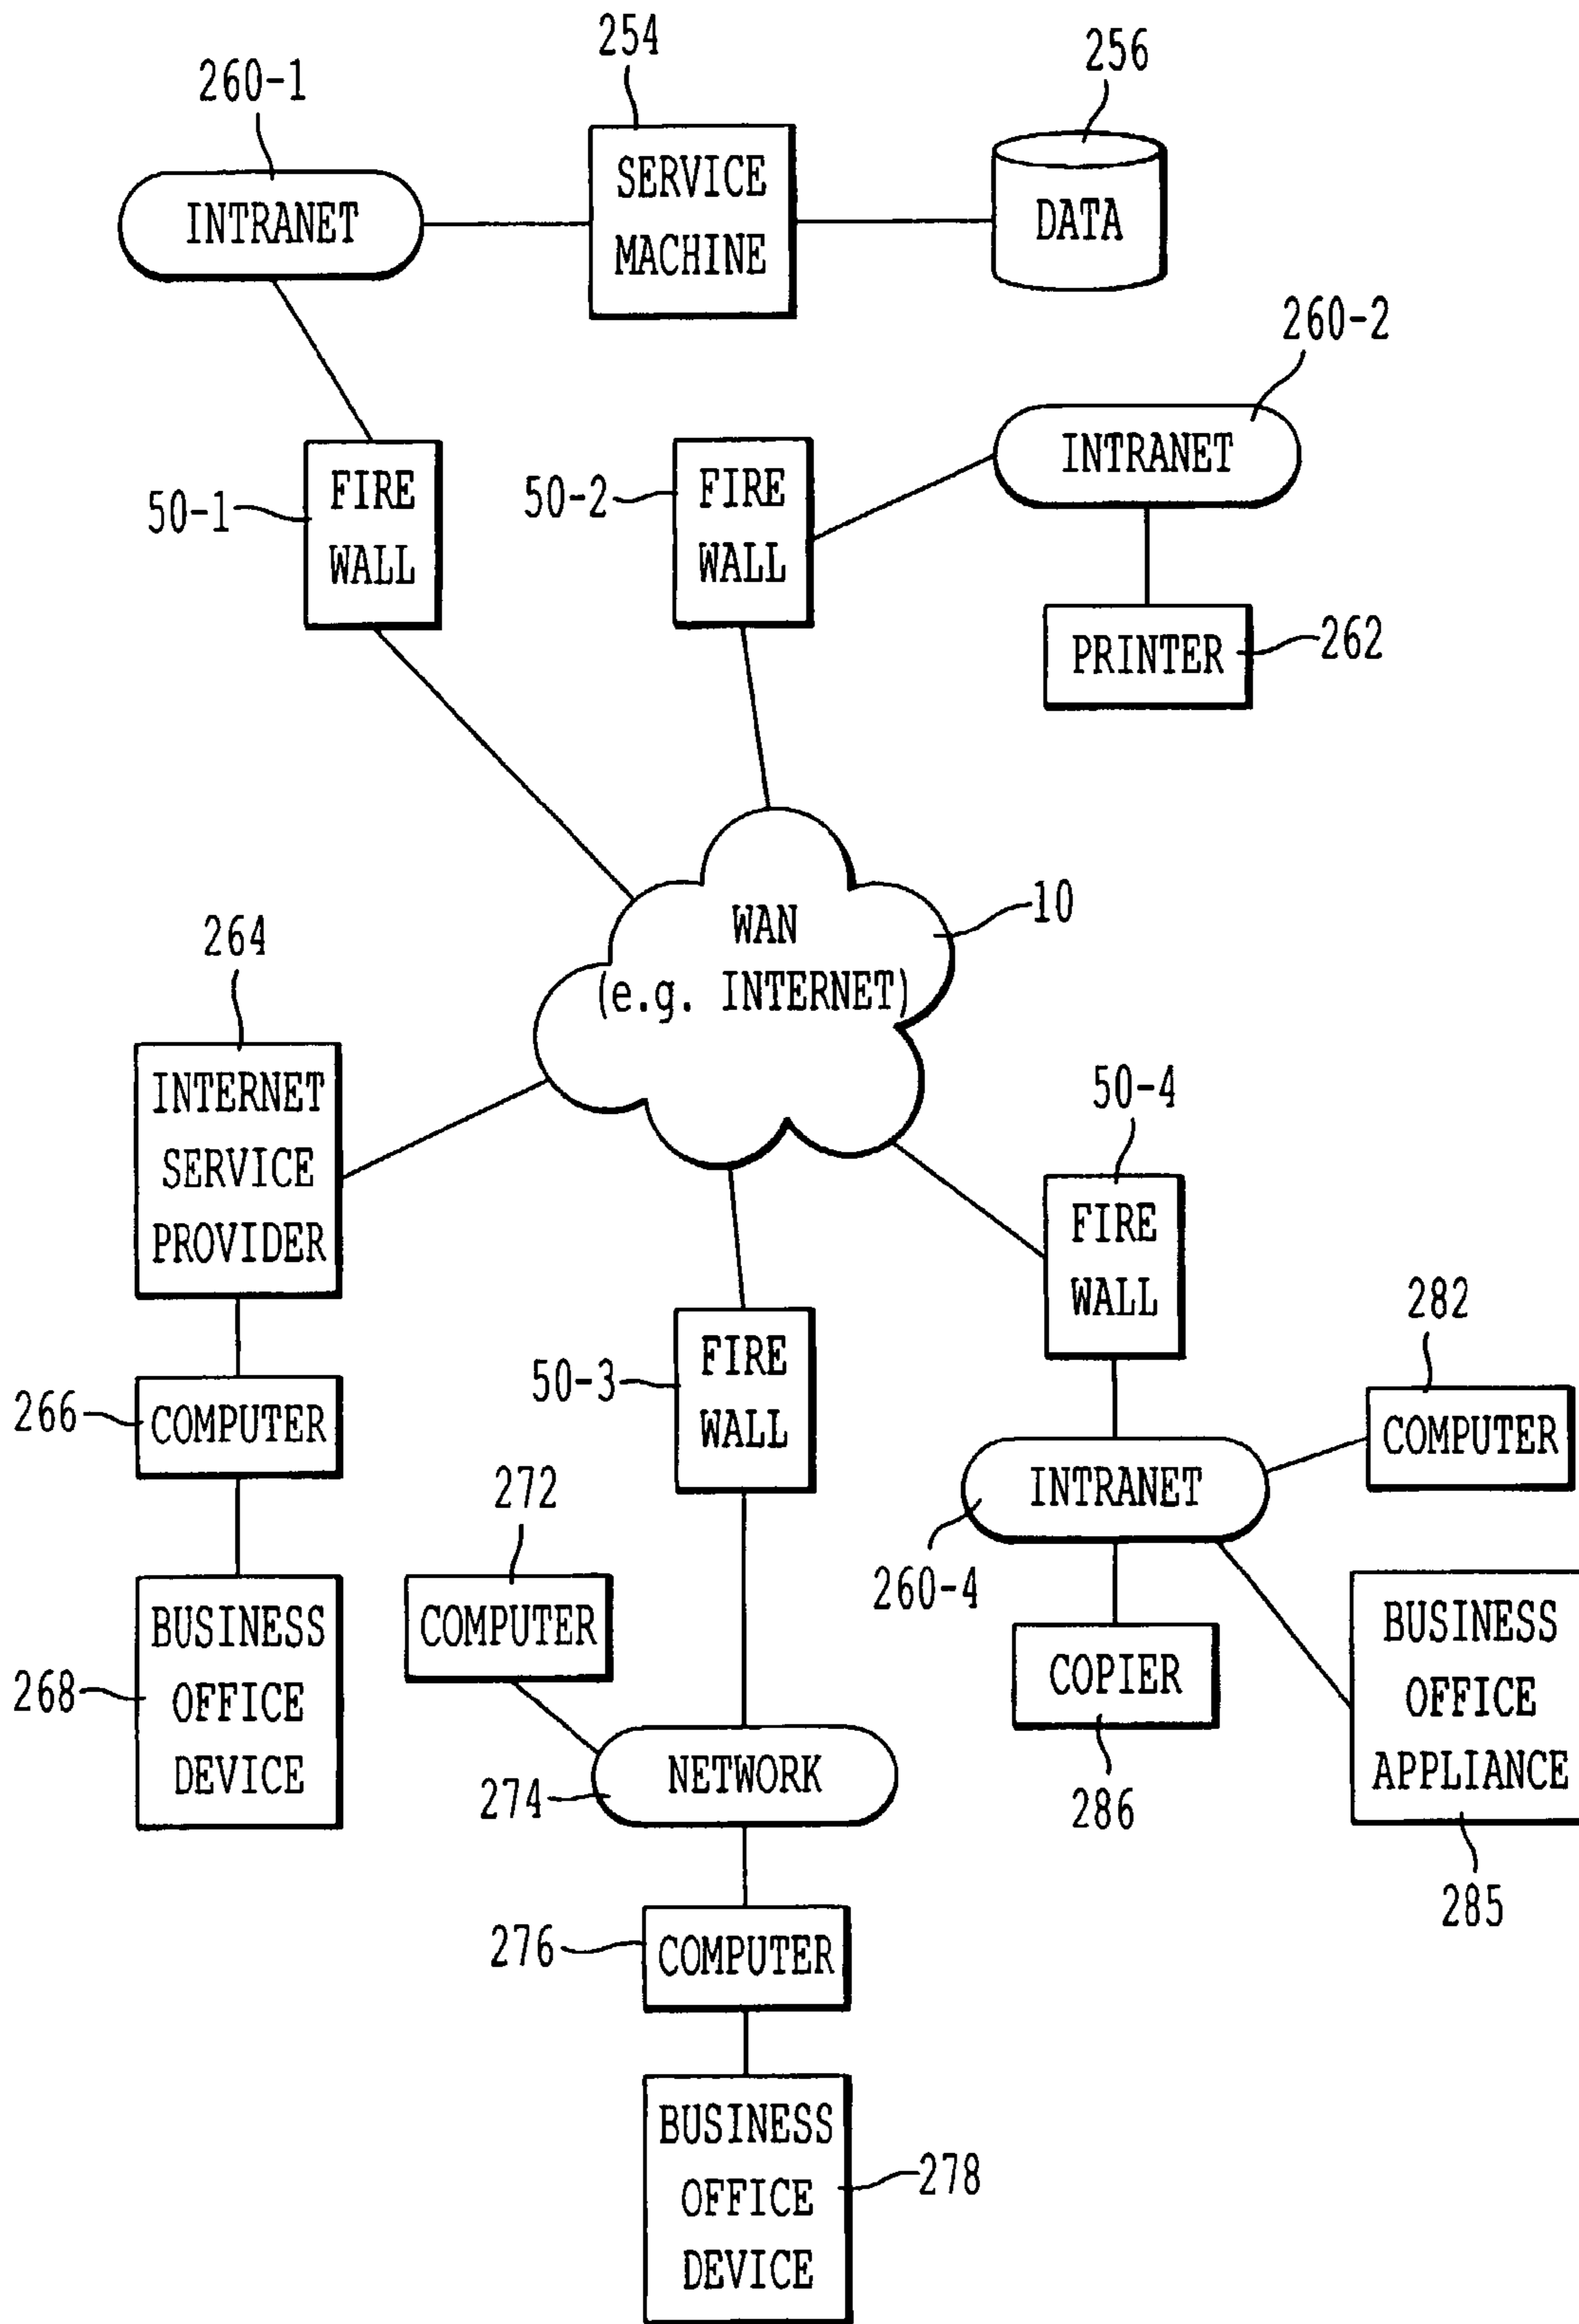 254
256
260-1
SERVICE
MACHINE
INTRANET
DATA
260-2
INTRANET
FIRE
WALL
50-1
FIRE
WALL
50-2
PRINTER
262
WAN
(e.g. INTERNET)
10
264
INTERNET
SERVICE
PROVIDER
50-4
FIRE
WALL
282
FIRE
WALL
50-3
266
COMPUTER
COMPUTER
272
INTRANET
260-4
COMPUTER
BUSINESS
OFFICE
DEVICE
268
COPIER
286
BUSINESS
OFFICE
APPLIANCE
285
NETWORK
274
276
COMPUTER
BUSINESS
OFFICE
DEVICE
278